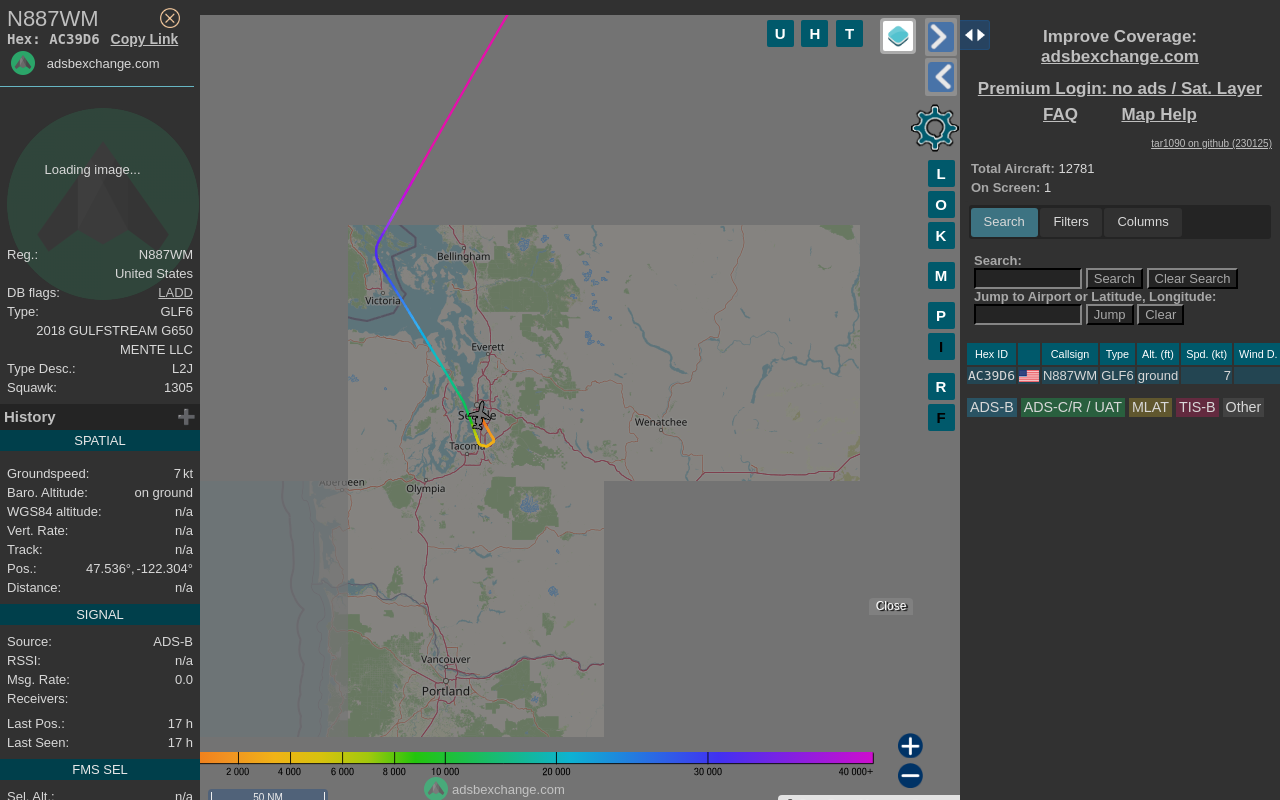 N887WM
Hex: AC39D6 Copy Link
adsbexchange.com
Loading image...
Reg.: N887WM
United States
DB flags: LADD
Type: GLF6
2018 GULFSTREAM G650
MENTE LLC
Type Desc.: L2J
Squawk: 1305
History
SPATIAL
Groundspeed: 7 kt
Baro. Altitude: on ground
WGS84 altitude: n/a
Vert. Rate: n/a
Track: n/a
Pos.: 47.536°, -122.304°
Distance: n/a
SIGNAL
Source: ADS-B
RSSI: n/a
Msg. Rate: 0.0
Receivers:
Last Pos.: 17 h
Last Seen: 17 h
FMS SEL
Sel. Alt.: n/a
U H T
L
O
K
M
P
I
R
F
Bellingham
Victoria
Everett
Wenatchee
Tacoma
Aberdeen
Olympia
Vancouver
Portland
Close
2 000 4 000 6 000 8 000 10 000 20 000 30 000 40 000+
adsbexchange.com
50 NM
Improve Coverage:
adsbexchange.com
Premium Login: no ads / Sat. Layer
FAQ Map Help
tar1090 on github (230125)
Total Aircraft: 12781
On Screen: 1
Search Filters Columns
Search:
Search Clear Search
Jump to Airport or Latitude, Longitude:
Jump Clear
Hex ID Callsign Type Alt. (ft) Spd. (kt) Wind D.
AC39D6 N887WM GLF6 ground 7
ADS-B ADS-C/R / UAT MLAT TIS-B Other